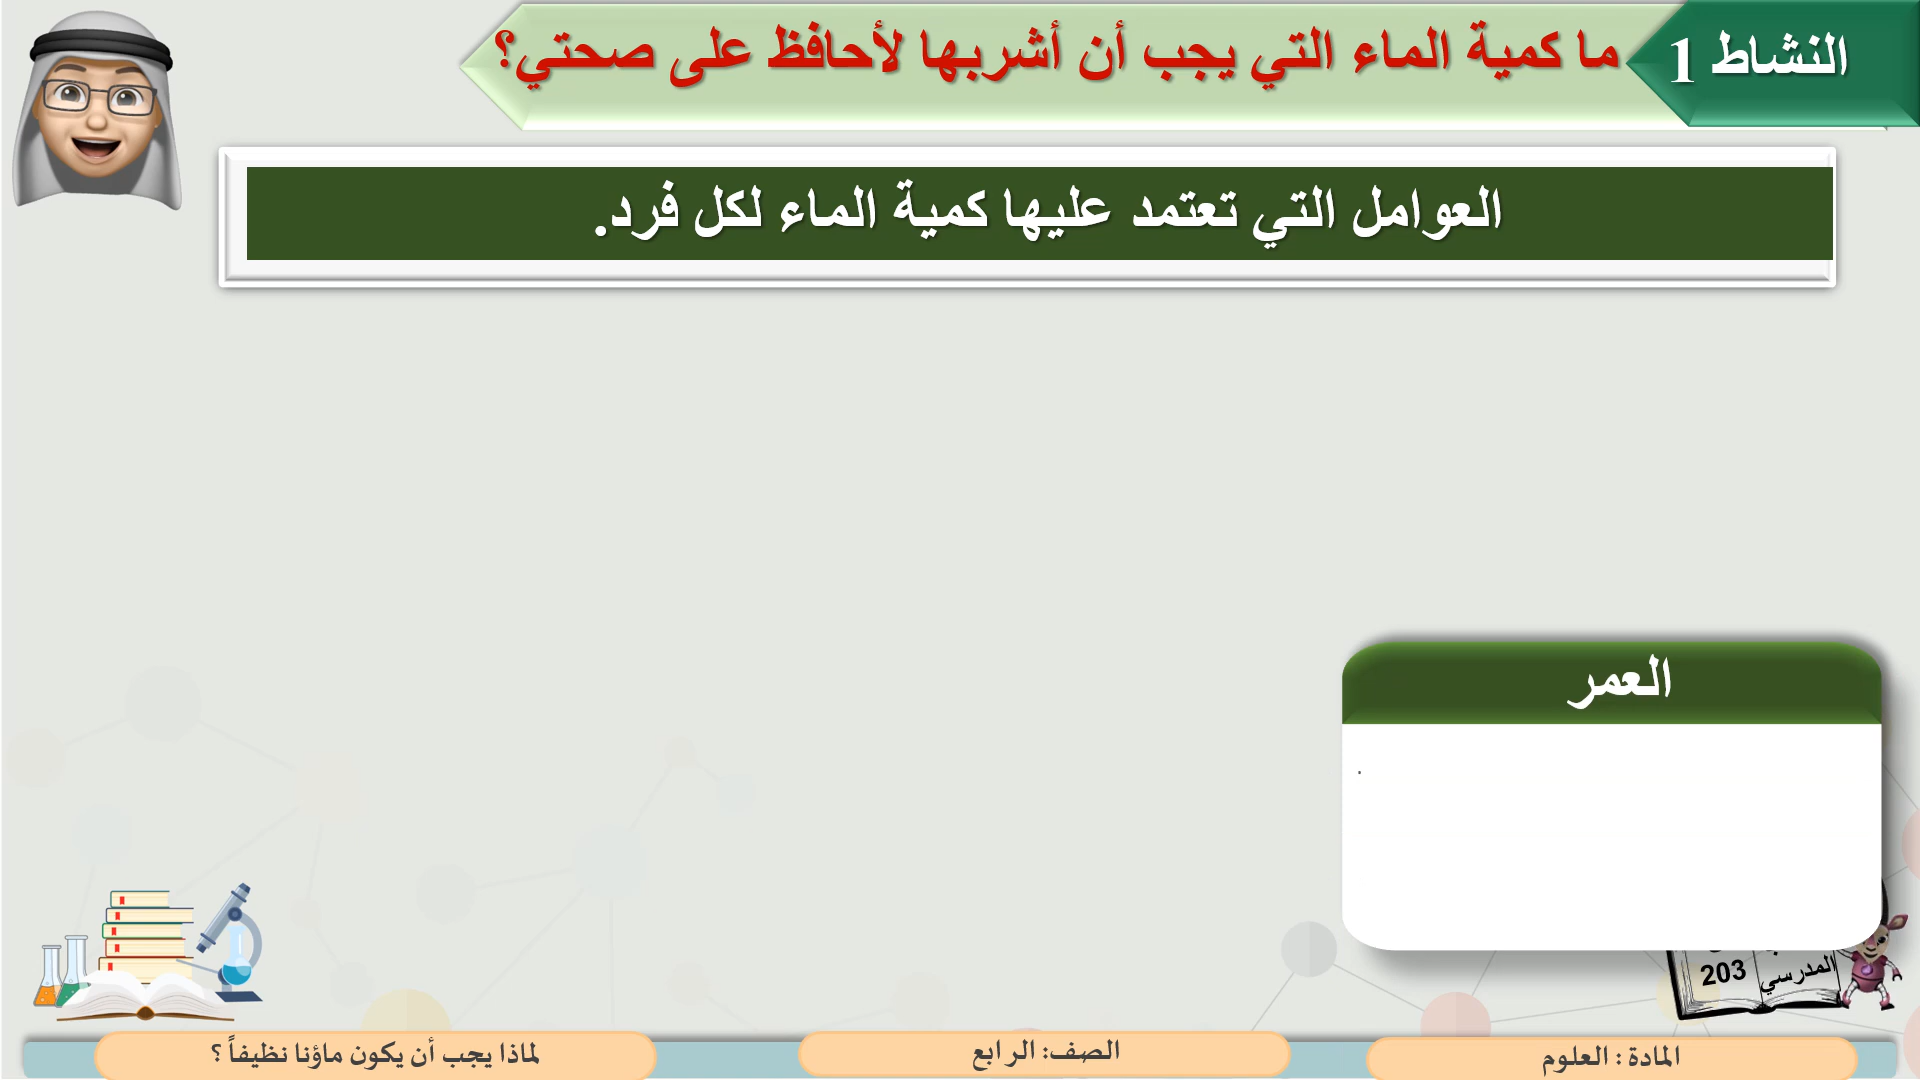 النشاط 1
ما كمية الماء التي يجب أن أشربها لأحافظ على صحتي؟
العوامل التي تعتمد عليها كمية الماء لكل فرد.
العمر
.
المدرسي
203
المادة : العلوم
الصف: الرابع
لماذا يجب أن يكون ماؤنا نظيفاً ؟